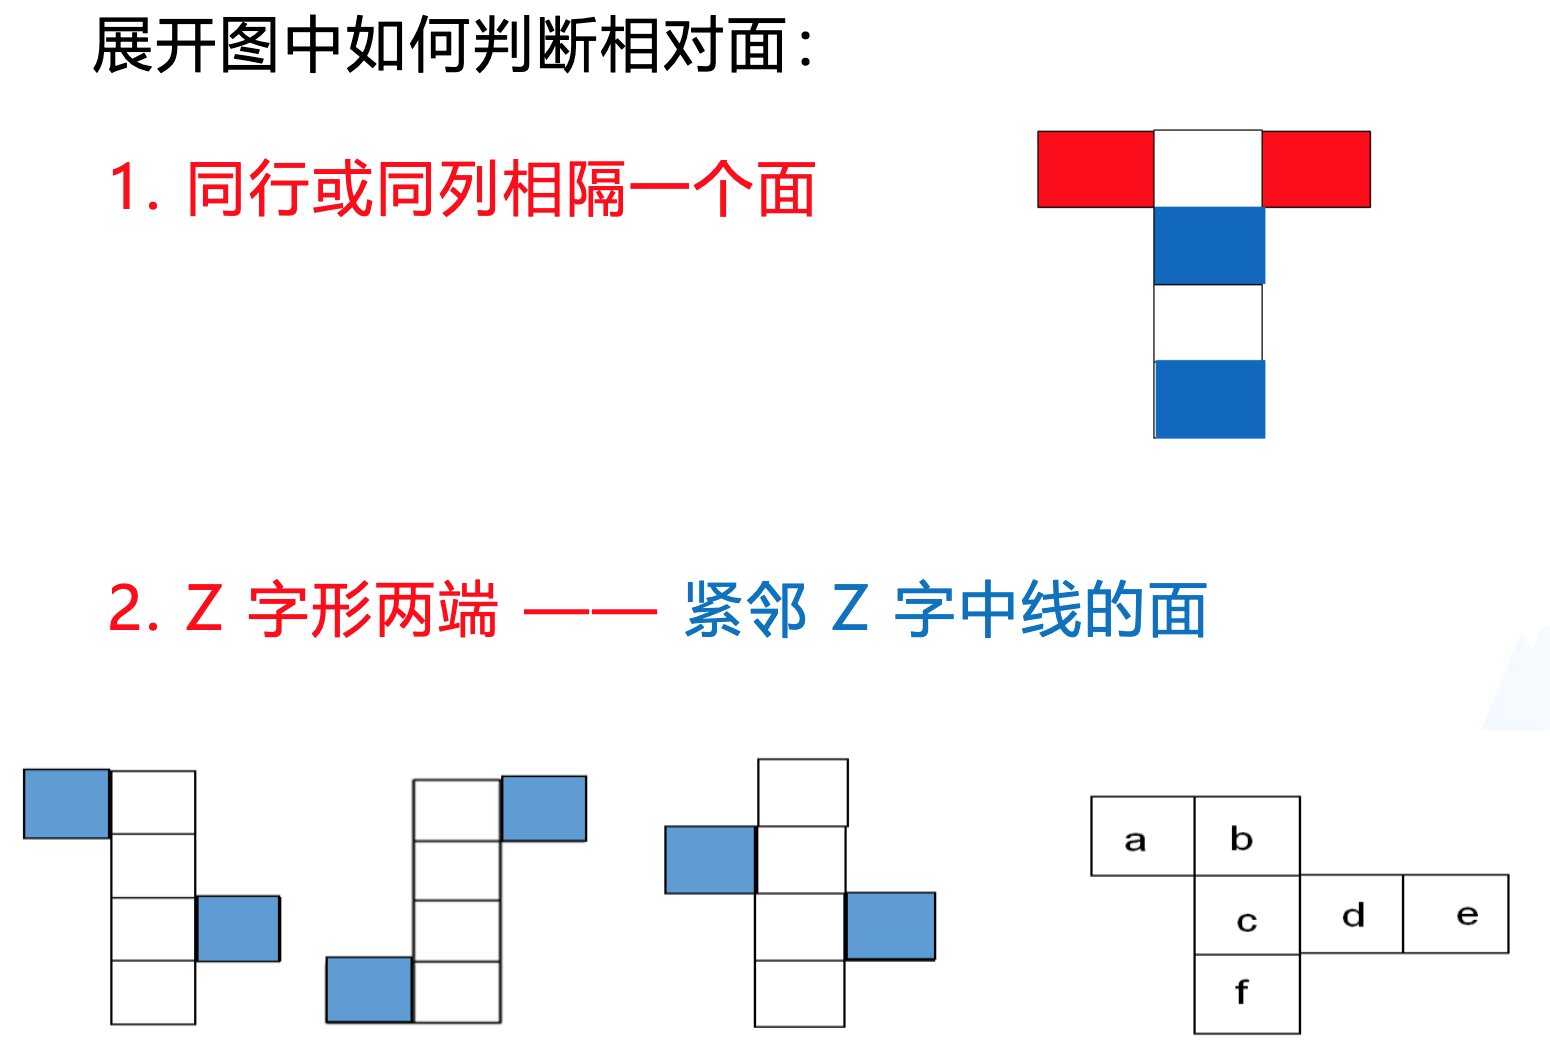 展开图中如何判断相对面：
1. 同行或同列相隔一个面
2. Z 字形两端 —— 紧邻 Z 字中线的面
a b
c d e
f